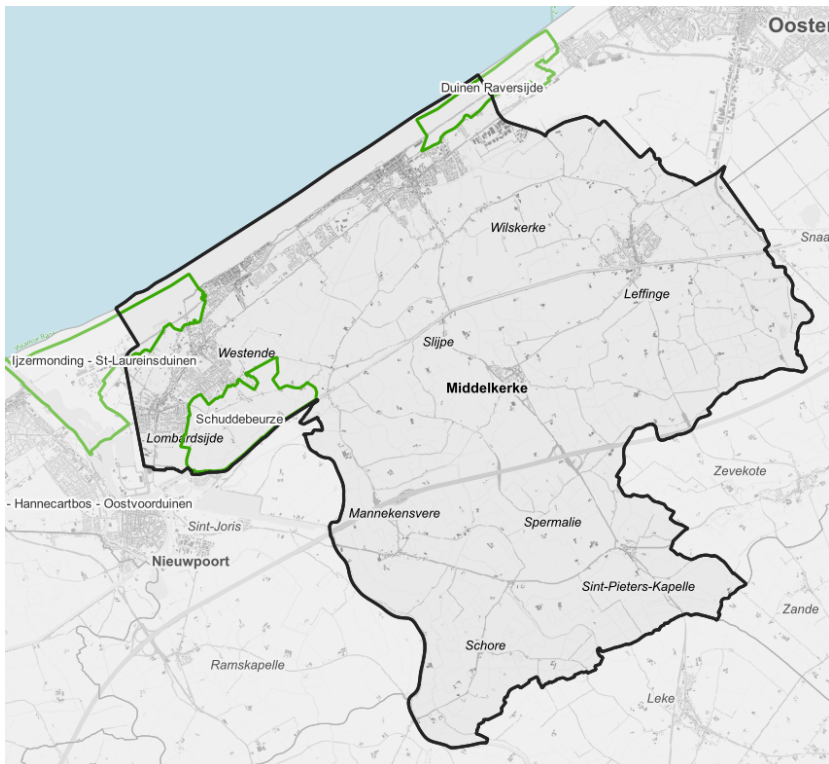 Ooster
Duinen Raversijde
Wilskerke
Snaa
Leffinge
Slijpe
Westende
Ijzermonding - St-Laureinsduinen
Middelkerke
Schuddebeurze
Lombardsijde
Zevekote
- Hannecartbos - Oostvoorduinen
Mannekensvere
Sint-Joris
Spermalie
Nieuwpoort
Sint-Pieters-Kapelle
Zande
Schore
Ramskapelle
Leke